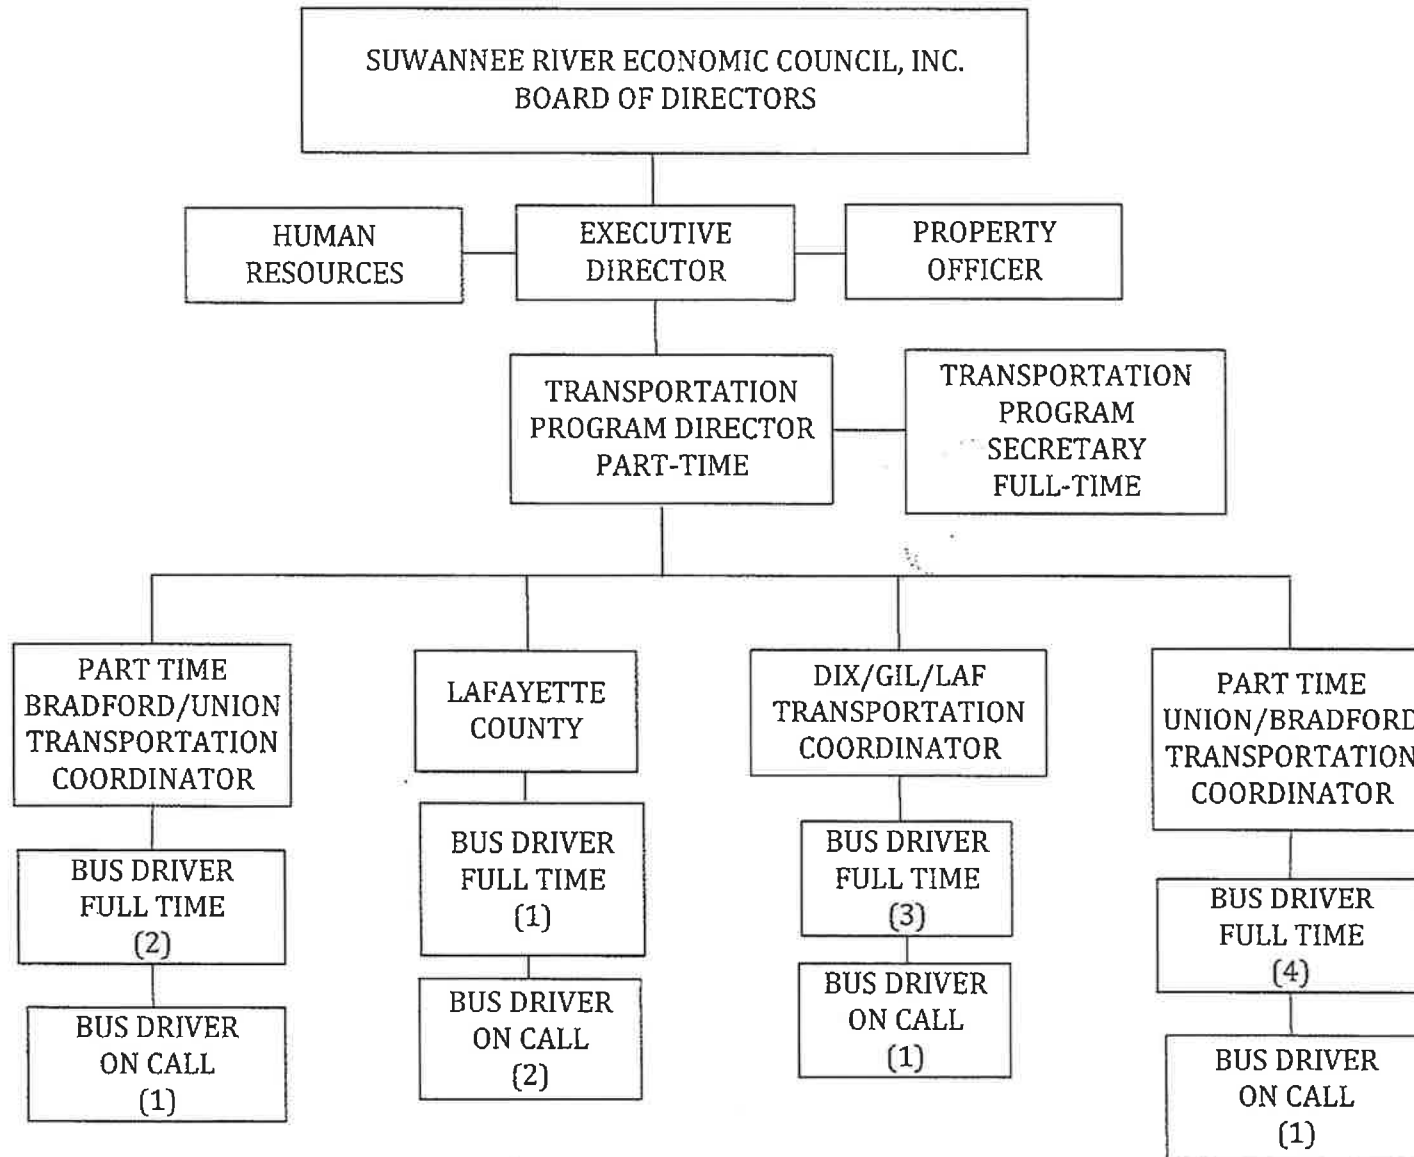 SUWANNEE RIVER ECONOMIC COUNCIL, INC.
BOARD OF DIRECTORS
HUMAN
RESOURCES
EXECUTIVE
DIRECTOR
PROPERTY
OFFICER
TRANSPORTATION
PROGRAM DIRECTOR
PART-TIME
TRANSPORTATION
PROGRAM
SECRETARY
FULL-TIME
PART TIME
BRADFORD/UNION
TRANSPORTATION
COORDINATOR
BUS DRIVER
FULL TIME
(2)
BUS DRIVER
ON CALL
(1)
LAFAYETTE
COUNTY
BUS DRIVER
FULL TIME
(1)
BUS DRIVER
ON CALL
(2)
DIX/GIL/LAF
TRANSPORTATION
COORDINATOR
BUS DRIVER
FULL TIME
(3)
BUS DRIVER
ON CALL
(1)
PART TIME
UNION/BRADFORD
TRANSPORTATION
COORDINATOR
BUS DRIVER
FULL TIME
(4)
BUS DRIVER
ON CALL
(1)